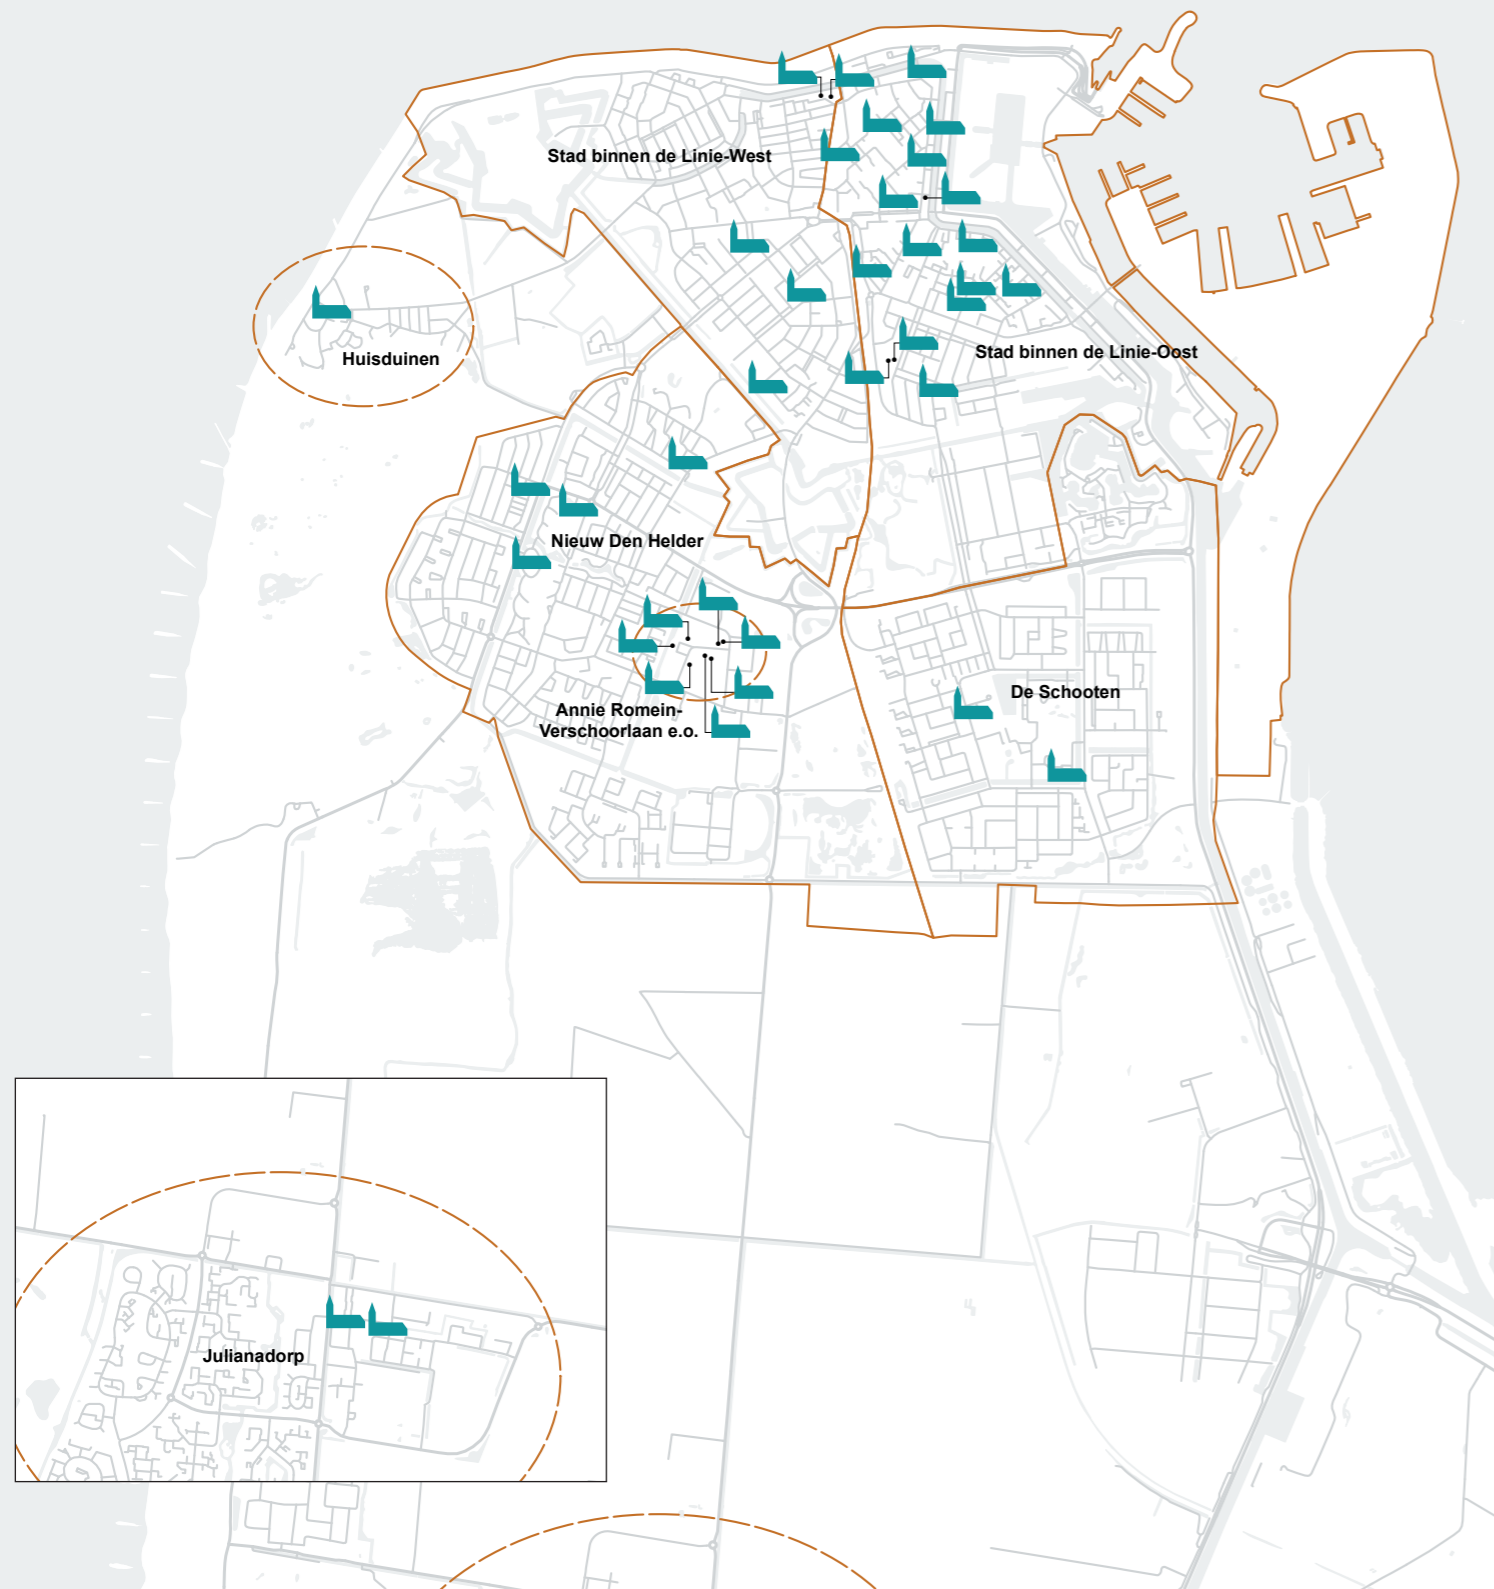 Stad binnen de Linie-West
Huisduinen
Stad binnen de Linie-Oost
Nieuw Den Helder
De Schooten
Annie Romein-
Verschoorlaan e.o.
Julianadorp